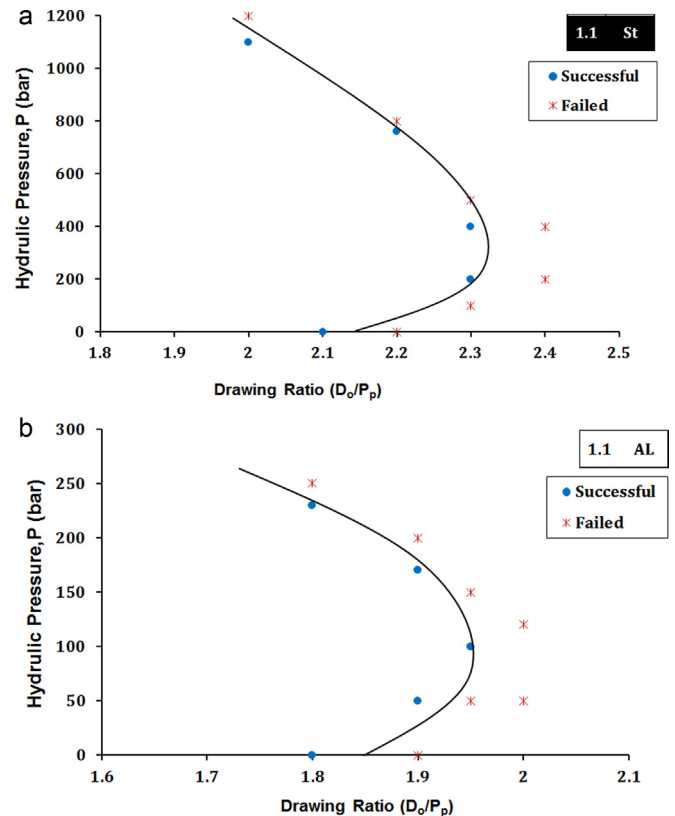 a
1200
1000
800
600
400
200
0
Hydrulic Pressure,P (bar)
1.1 St
Successful
Failed
1.8 1.9 2 2.1 2.2 2.3 2.4 2.5
Drawing Ratio (Do/Pp)
b
300
250
200
150
100
50
0
Hydrulic Pressure,P (bar)
1.1 AL
Successful
Failed
1.6 1.7 1.8 1.9 2 2.1
Drawing Ratio (Do/Pp)